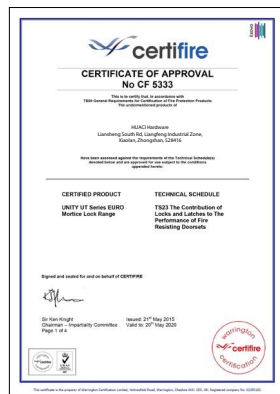 certifire
CERTIFICATE OF APPROVAL
No CF 5333
This is to certify that, in accordance with
TS00 General Requirements for Certification of Fire Protection Products
The undermentioned products of
HUACI Hardware
Liansheng South Rd, Liangfeng Industrial Zone,
Xiaolan, Zhongshan, 528416
Have been assessed against the requirements of the Technical Schedule(s)
denoted below and are approved for use subject to the conditions
appended hereto:
CERTIFIED PRODUCT
TECHNICAL SCHEDULE
UNITY UT Series EURO
Mortice Lock Range
TS23 The Contribution of
Locks and Latches to The
Performance of Fire
Resisting Doorsets
Signed and sealed for and on behalf of CERTIFIRE
Sir Ken Knight
Chairman – Impartiality Committee
Page 1 of 4
Issued: 21st May 2015
Valid to: 20th May 2020
warrington
certifire
certification